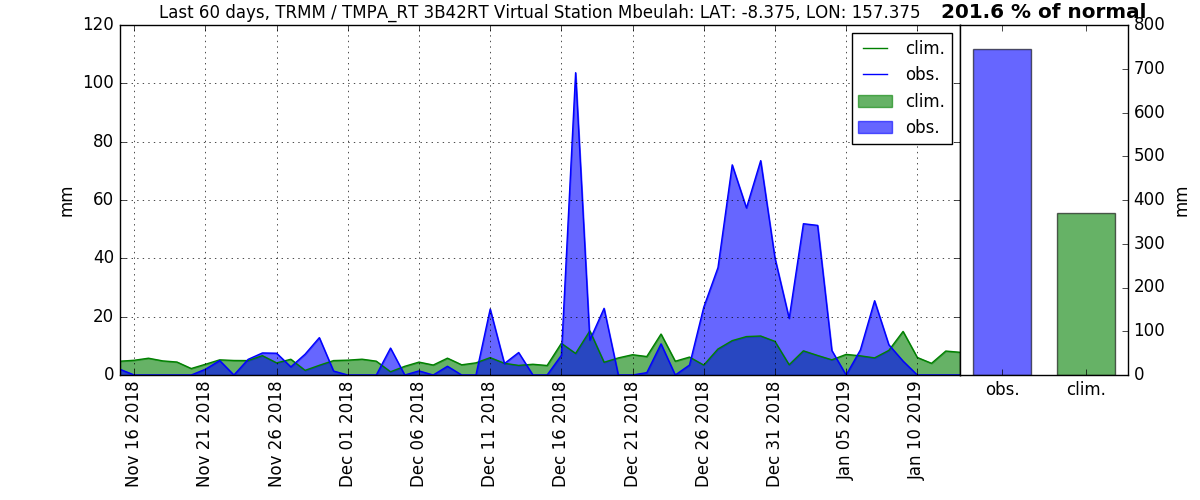 Last 60 days, TRMM / TMPA_RT 3B42RT Virtual Station Mbeulah: LAT: -8.375, LON: 157.375
201.6 % of normal
120
100
80
60
40
20
0
mm
clim.
obs.
clim.
obs.
800
700
600
500
400
300
200
100
0
mm
Nov 16 2018
Nov 21 2018
Nov 26 2018
Dec 01 2018
Dec 06 2018
Dec 11 2018
Dec 16 2018
Dec 21 2018
Dec 26 2018
Dec 31 2018
Jan 05 2019
Jan 10 2019
obs.
clim.